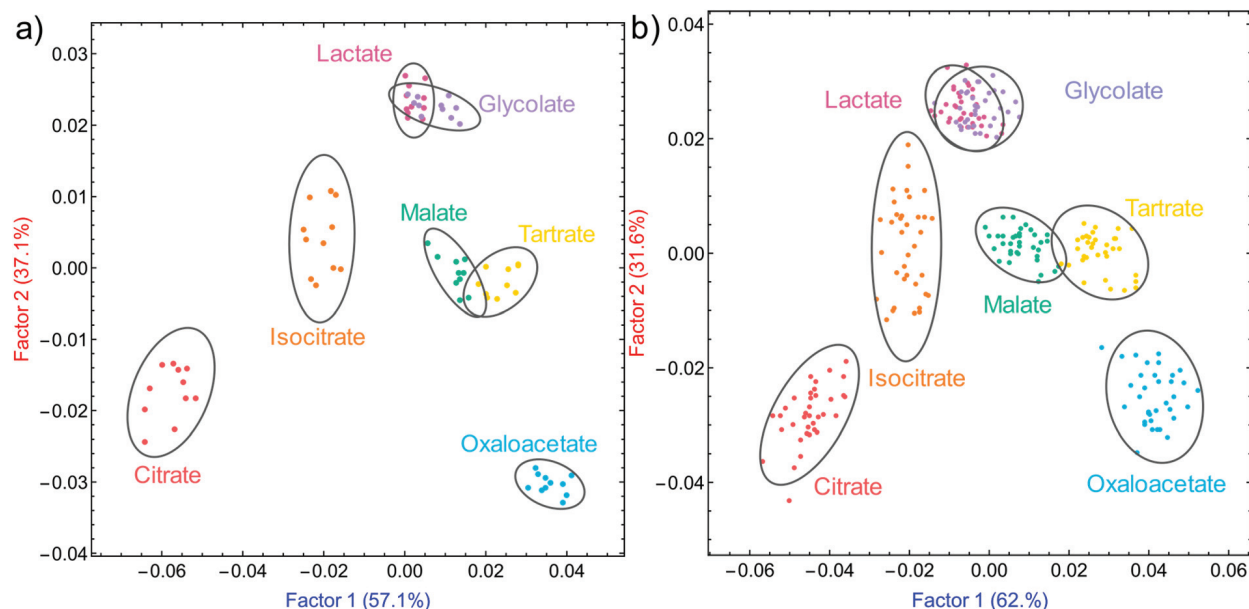 a)
0.03
0.02
0.01
0.00
−0.01
−0.02
−0.03
−0.04
Factor 2 (37.1%)
Lactate
Glycolate
Malate
Tartrate
Isocitrate
Citrate
Oxaloacetate
−0.06
−0.04
−0.02
0.00
0.02
0.04
Factor 1 (57.1%)
b)
0.04
0.02
0.00
−0.02
−0.04
Factor 2 (31.6%)
Lactate
Glycolate
Tartrate
Malate
Isocitrate
Citrate
Oxaloacetate
−0.06
−0.04
−0.02
0.00
0.02
0.04
0.06
Factor 1 (62.%)